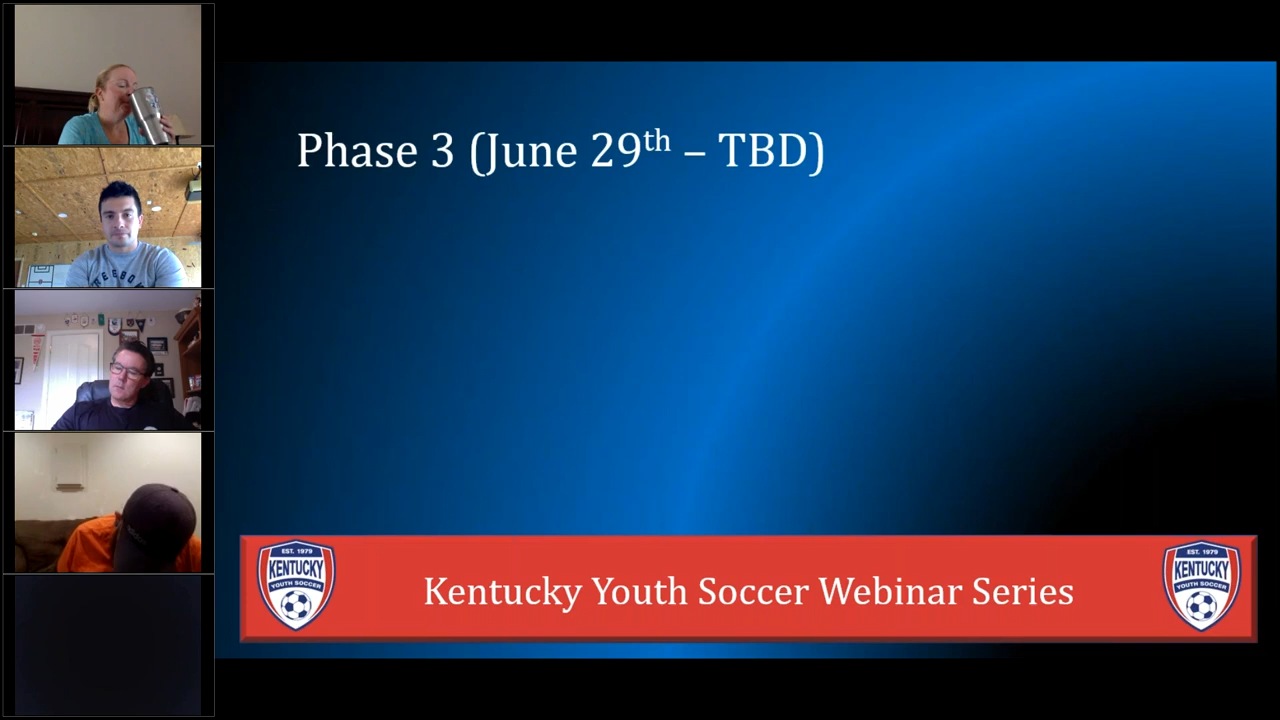 Phase 3 (June 29th – TBD)
EST. 1979
KENTUCKY
YOUTH SOCCER
Kentucky Youth Soccer Webinar Series
EST. 1979
KENTUCKY
YOUTH SOCCER